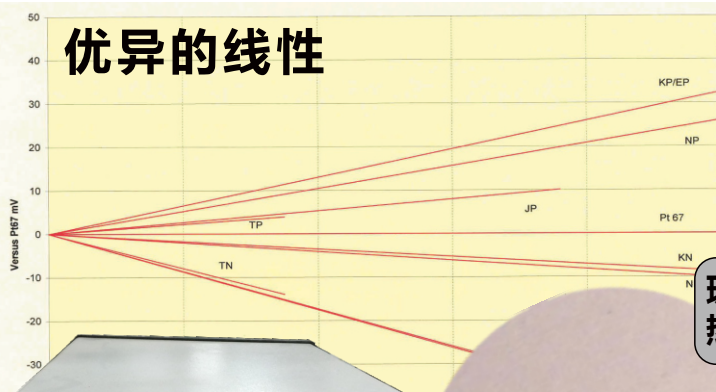 优异的线性
50
40
30
20
10
0
-10
-20
-30
Versus Pt67 mV
KP/EP
NP
JP
TP
Pt 67
TN
KN
N